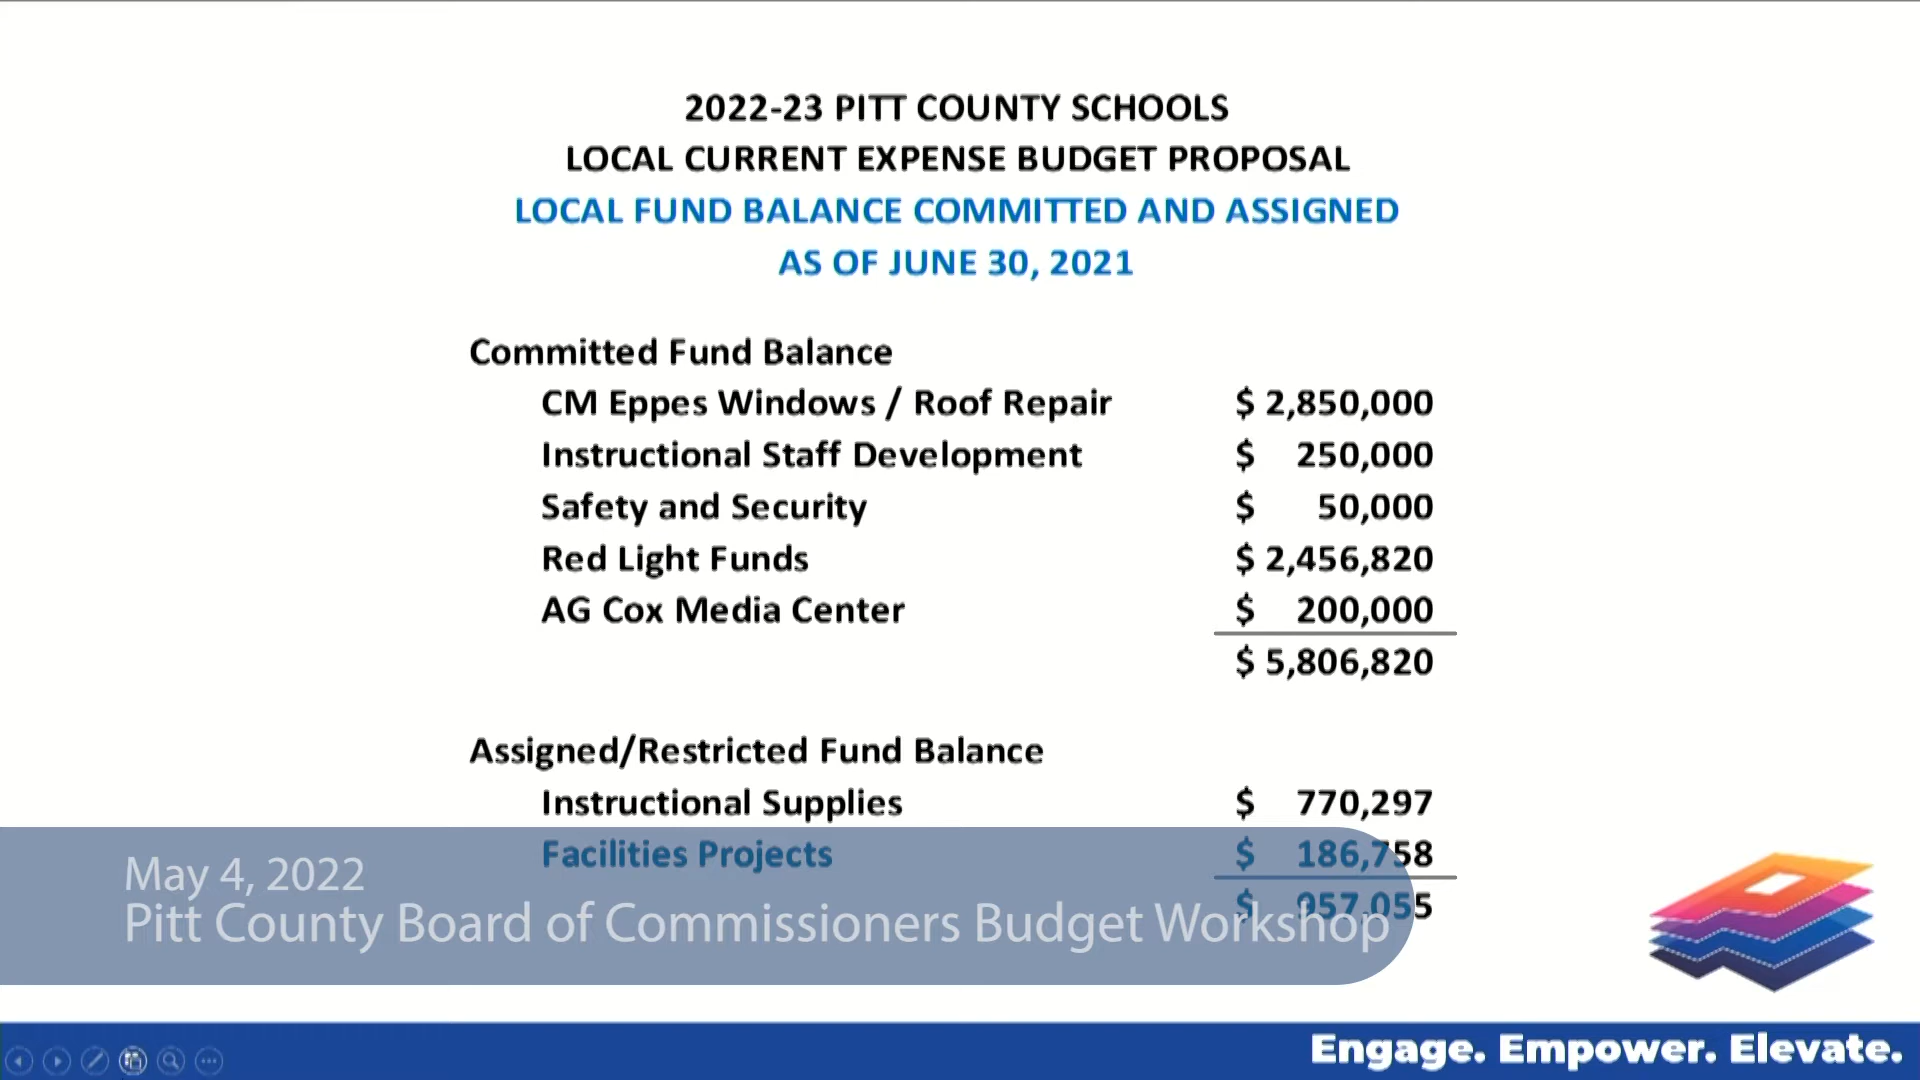 2022-23 PITT COUNTY SCHOOLS
LOCAL CURRENT EXPENSE BUDGET PROPOSAL
LOCAL FUND BALANCE COMMITTED AND ASSIGNED
AS OF JUNE 30, 2021
Committed Fund Balance
CM Eppes Windows / Roof Repair $ 2,850,000
Instructional Staff Development $ 250,000
Safety and Security $ 50,000
Red Light Funds $ 2,456,820
AG Cox Media Center $ 200,000
$ 5,806,820
Assigned/Restricted Fund Balance
Instructional Supplies $ 770,297
Facilities Projects $ 186,758
$ 957,055
May 4, 2022
Pitt County Board of Commissioners Budget Workshop
Engage. Empower. Elevate.